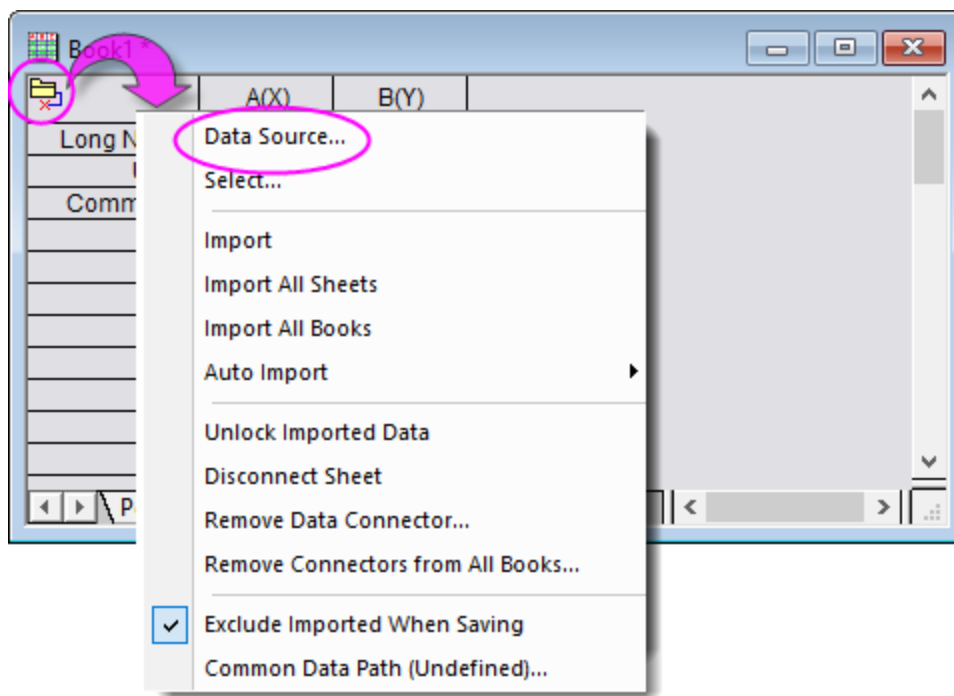 Book1 *
A(X) B(Y)
Long N
Comm
Data Source...
Select...
Import
Import All Sheets
Import All Books
Auto Import
Unlock Imported Data
Disconnect Sheet
Remove Data Connector...
Remove Connectors from All Books...
Exclude Imported When Saving
Common Data Path (Undefined)...